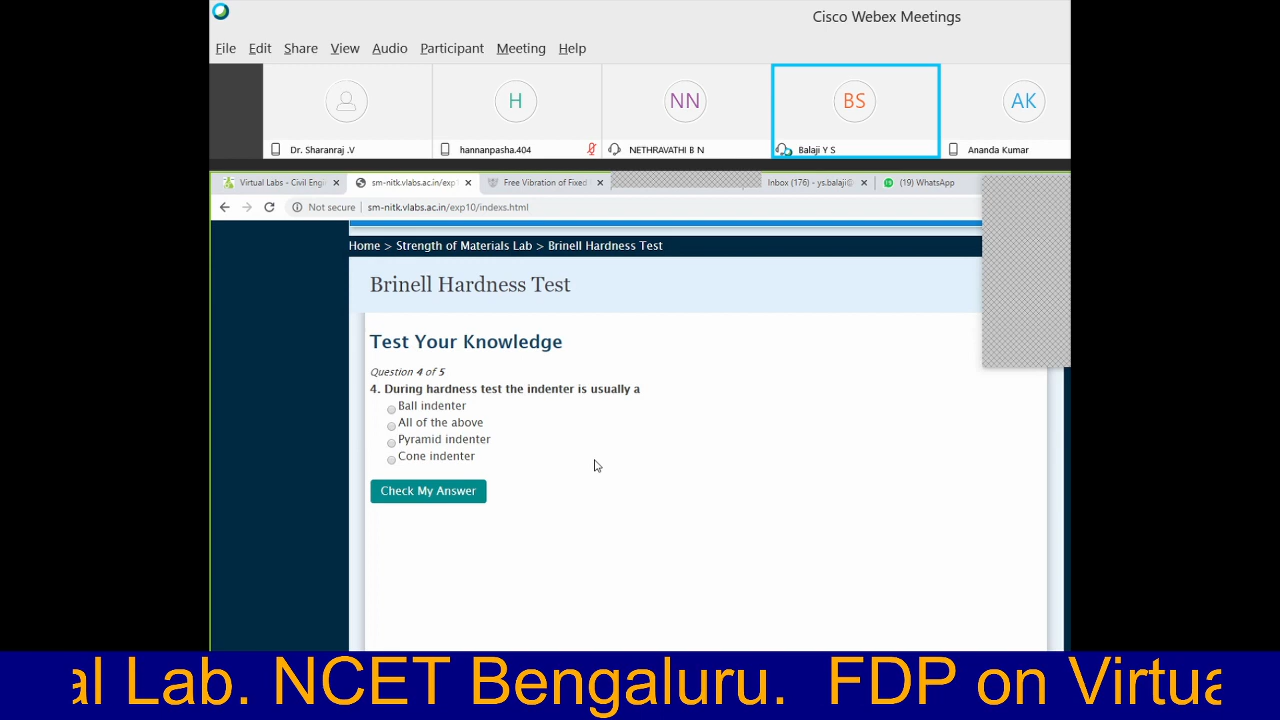 Cisco Webex Meetings
File Edit Share View Audio Participant Meeting Help
H NN BS AK
Dr. Sharanraj .V hannanpasha.404 NETHRAVATHI B N Balaji Y S Ananda Kumar
Virtual Labs - Civil Engi sm-nitk.vlabs.ac.in/exp1 Free Vibration of Fixed Inbox (176) - ys.balaji@ (19) WhatsApp
Not secure sm-nitk.vlabs.ac.in/exp10/indexs.html
Home > Strength of Materials Lab > Brinell Hardness Test
Brinell Hardness Test
Test Your Knowledge
Question 4 of 5
4. During hardness test the indenter is usually a
Ball indenter
All of the above
Pyramid indenter
Cone indenter
Check My Answer
al Lab. NCET Bengaluru. FDP on Virtua